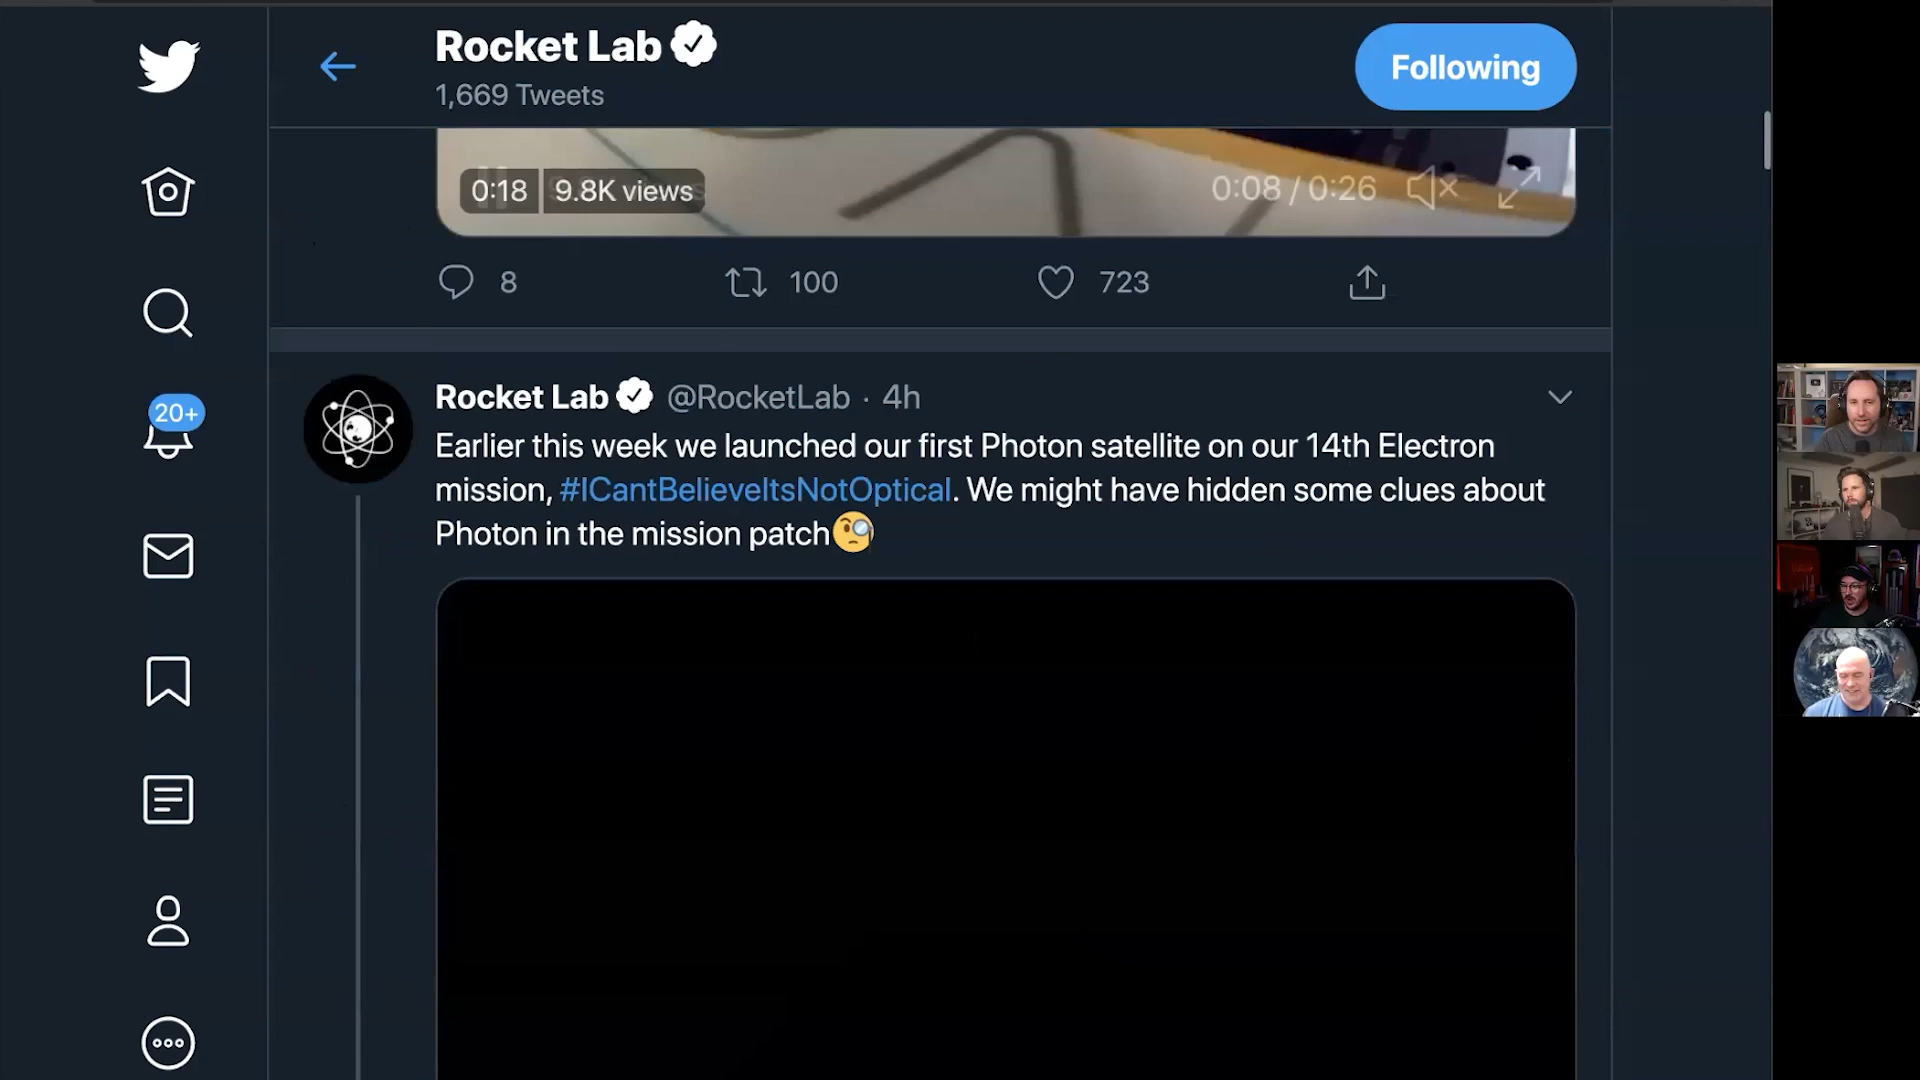 Rocket Lab
1,669 Tweets
Following
0:18 9.8K views
0:08 / 0:26
8 100 723
20+
Rocket Lab @RocketLab · 4h
Earlier this week we launched our first Photon satellite on our 14th Electron
mission, #ICantBelieveItsNotOptical. We might have hidden some clues about
Photon in the mission patch🧐